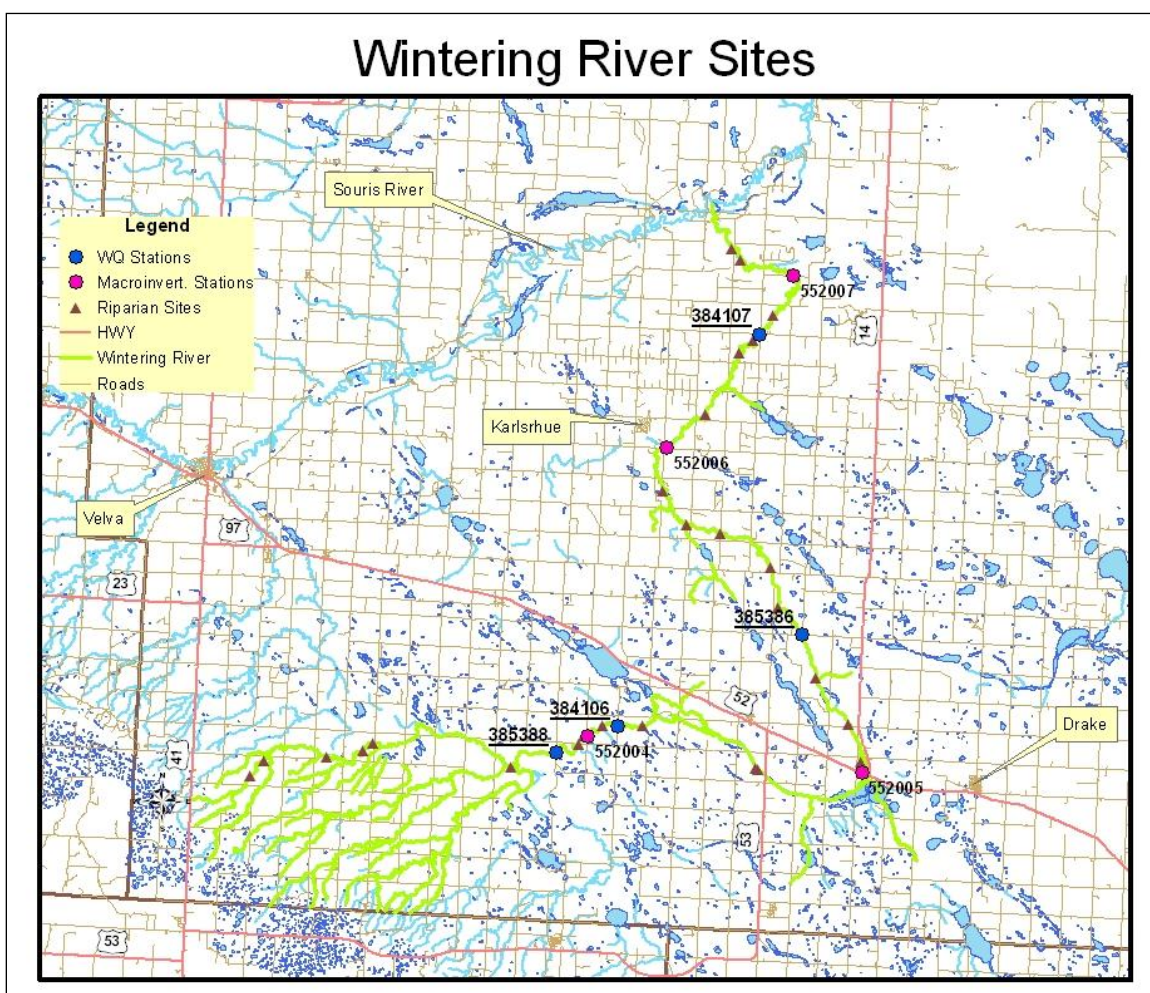 Wintering River Sites
Souris River
Legend
WQ Stations
Macroinvert. Stations
Riparian Sites
HWY
Wintering River
Roads
552007
384107
14
Karlsrhue
552006
Velva
97
23
385386
52
384106
Drake
385388
552004
41
552005
53
53